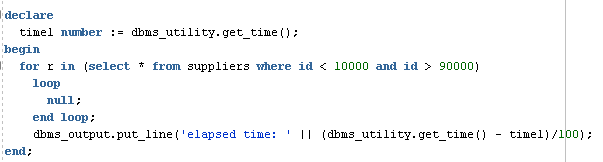 declare
time1 number := dbms_utility.get_time();
begin
for r in (select * from suppliers where id < 10000 and id > 90000)
loop
null;
end loop;
dbms_output.put_line('elapsed time: ' || (dbms_utility.get_time() - time1)/100);
end;